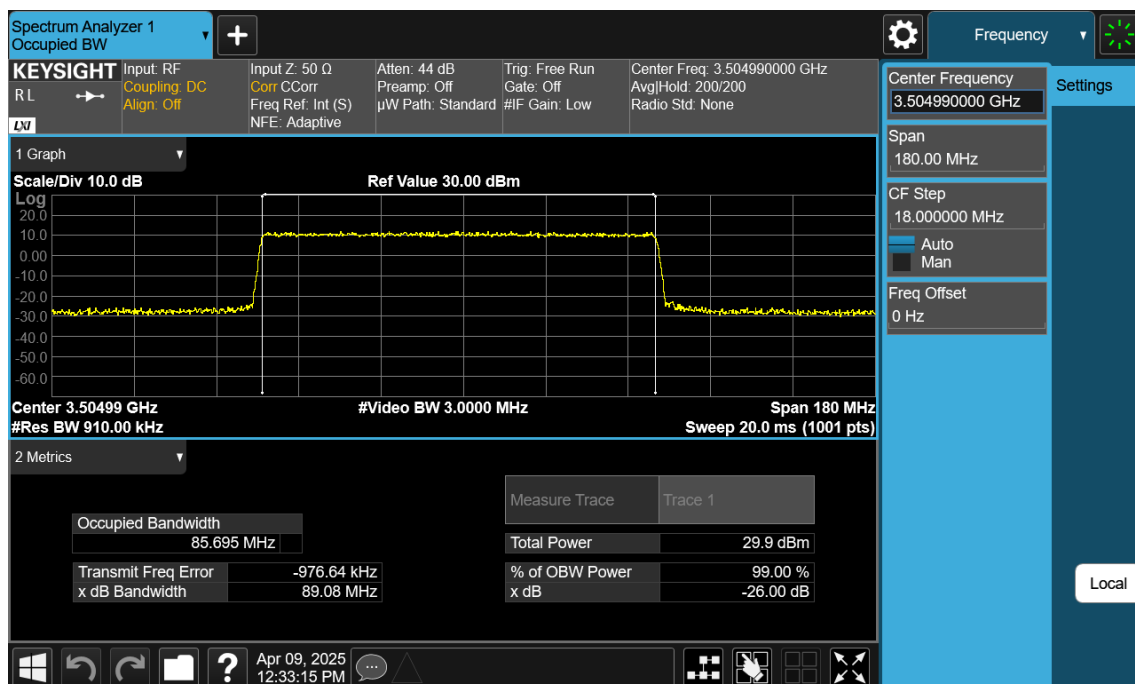 Spectrum Analyzer 1
Occupied BW
+
Frequency
KEYSIGHT
RL
LXI
Input: RF
Coupling: DC
Align: Off
Input Z: 50 Ω
Corr CCorr
Freq Ref: Int (S)
NFE: Adaptive
Atten: 44 dB
Preamp: Off
µW Path: Standard
Trig: Free Run
Gate: Off
#IF Gain: Low
Center Freq: 3.504990000 GHz
Avg|Hold: 200/200
Radio Std: None
Center Frequency
3.504990000 GHz
Settings
Span
180.00 MHz
CF Step
18.000000 MHz
Auto
Man
Freq Offset
0 Hz
Local
1 Graph
Scale/Div 10.0 dB
Ref Value 30.00 dBm
Log
20.0
10.0
0.00
-10.0
-20.0
-30.0
-40.0
-50.0
-60.0
Center 3.50499 GHz
#Video BW 3.0000 MHz
Span 180 MHz
#Res BW 910.00 kHz
Sweep 20.0 ms (1001 pts)
2 Metrics
Measure Trace Trace 1
Occupied Bandwidth
85.695 MHz
Total Power 29.9 dBm
Transmit Freq Error -976.64 kHz
% of OBW Power 99.00 %
x dB Bandwidth 89.08 MHz
x dB -26.00 dB
?
Apr 09, 2025
12:33:15 PM